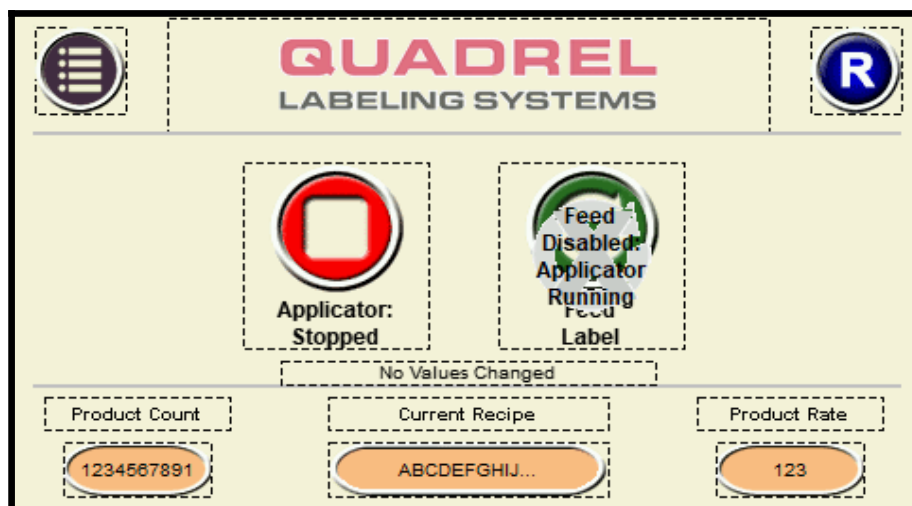 QUADREL
LABELING SYSTEMS
R
Applicator:
Stopped
Feed
Disabled:
Applicator
Running
Feed
Label
No Values Changed
Product Count
Current Recipe
Product Rate
1234567891
ABCDEFGHIJ...
123